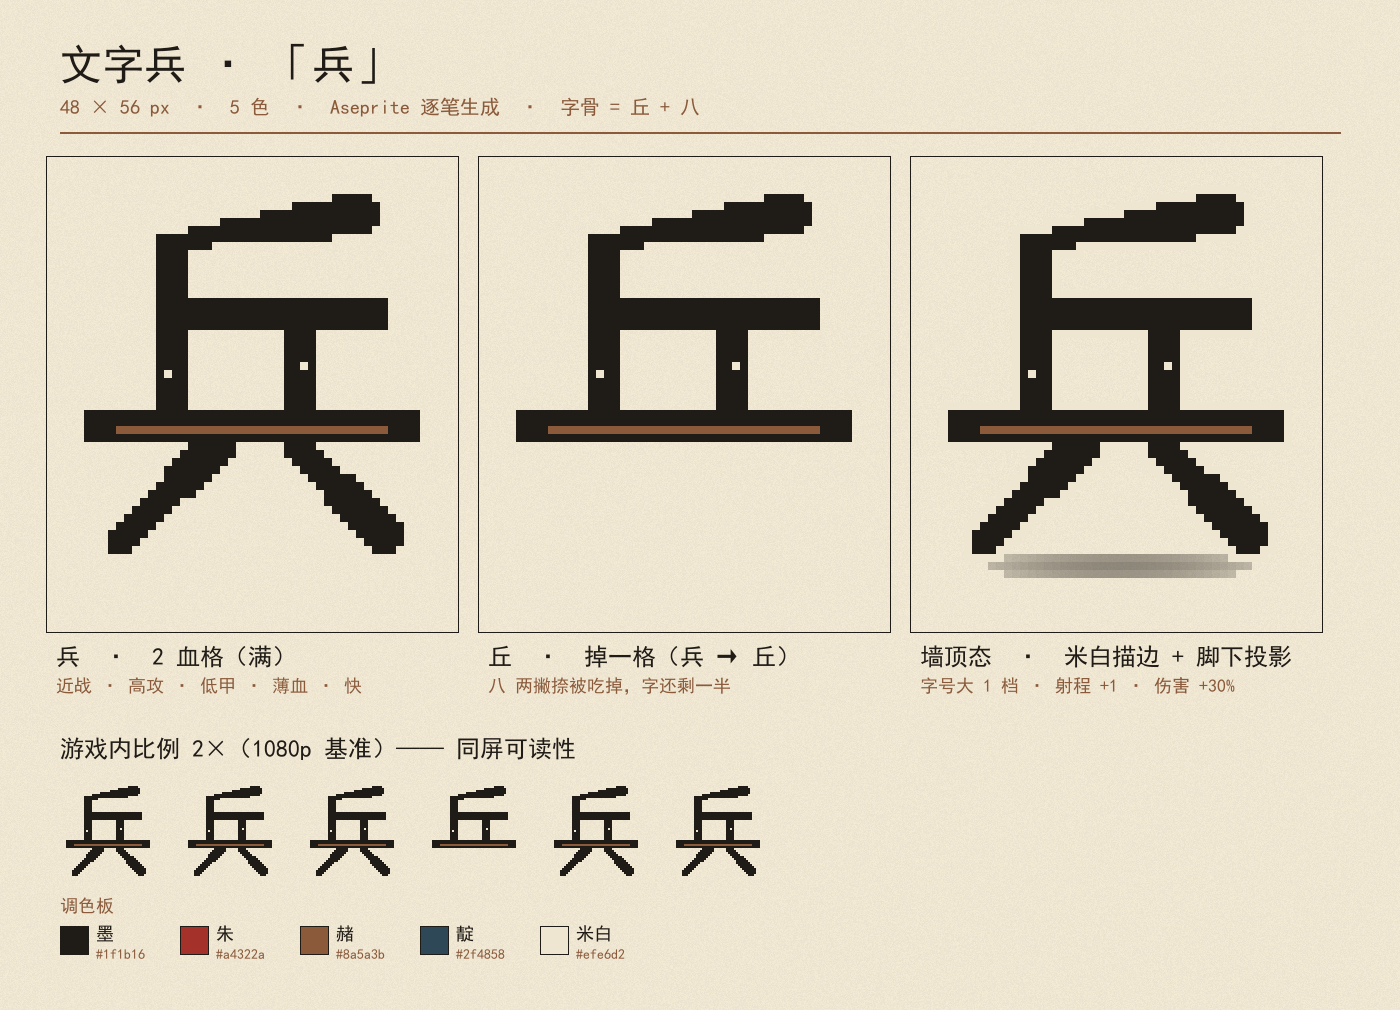 文字兵 · 「兵」
48 × 56 px · 5 色 · Aseprite 逐笔生成 · 字骨 = 丘 + 八
兵 · 2 血格（满）
近战 · 高攻 · 低甲 · 薄血 · 快
丘 · 掉一格（兵 → 丘）
八 两撇捺被吃掉，字还剩一半
墙顶态 · 米白描边 + 脚下投影
字号大 1 档 · 射程 +1 · 伤害 +30%
游戏内比例 2×（1080p 基准）—— 同屏可读性
调色板
墨 #1f1b16
朱 #a4322a
赭 #8a5a3b
靛 #2f4858
米白 #efe6d2